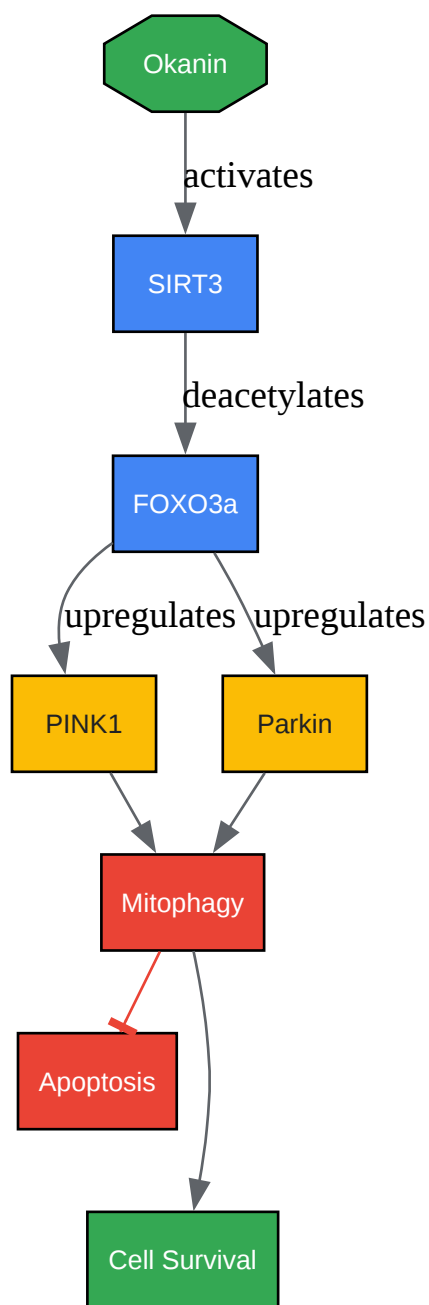 Okanin
activates
SIRT3
deacetylates
FOXO3a
upregulates upregulates
PINK1 Parkin
Mitophagy
Apoptosis
Cell Survival